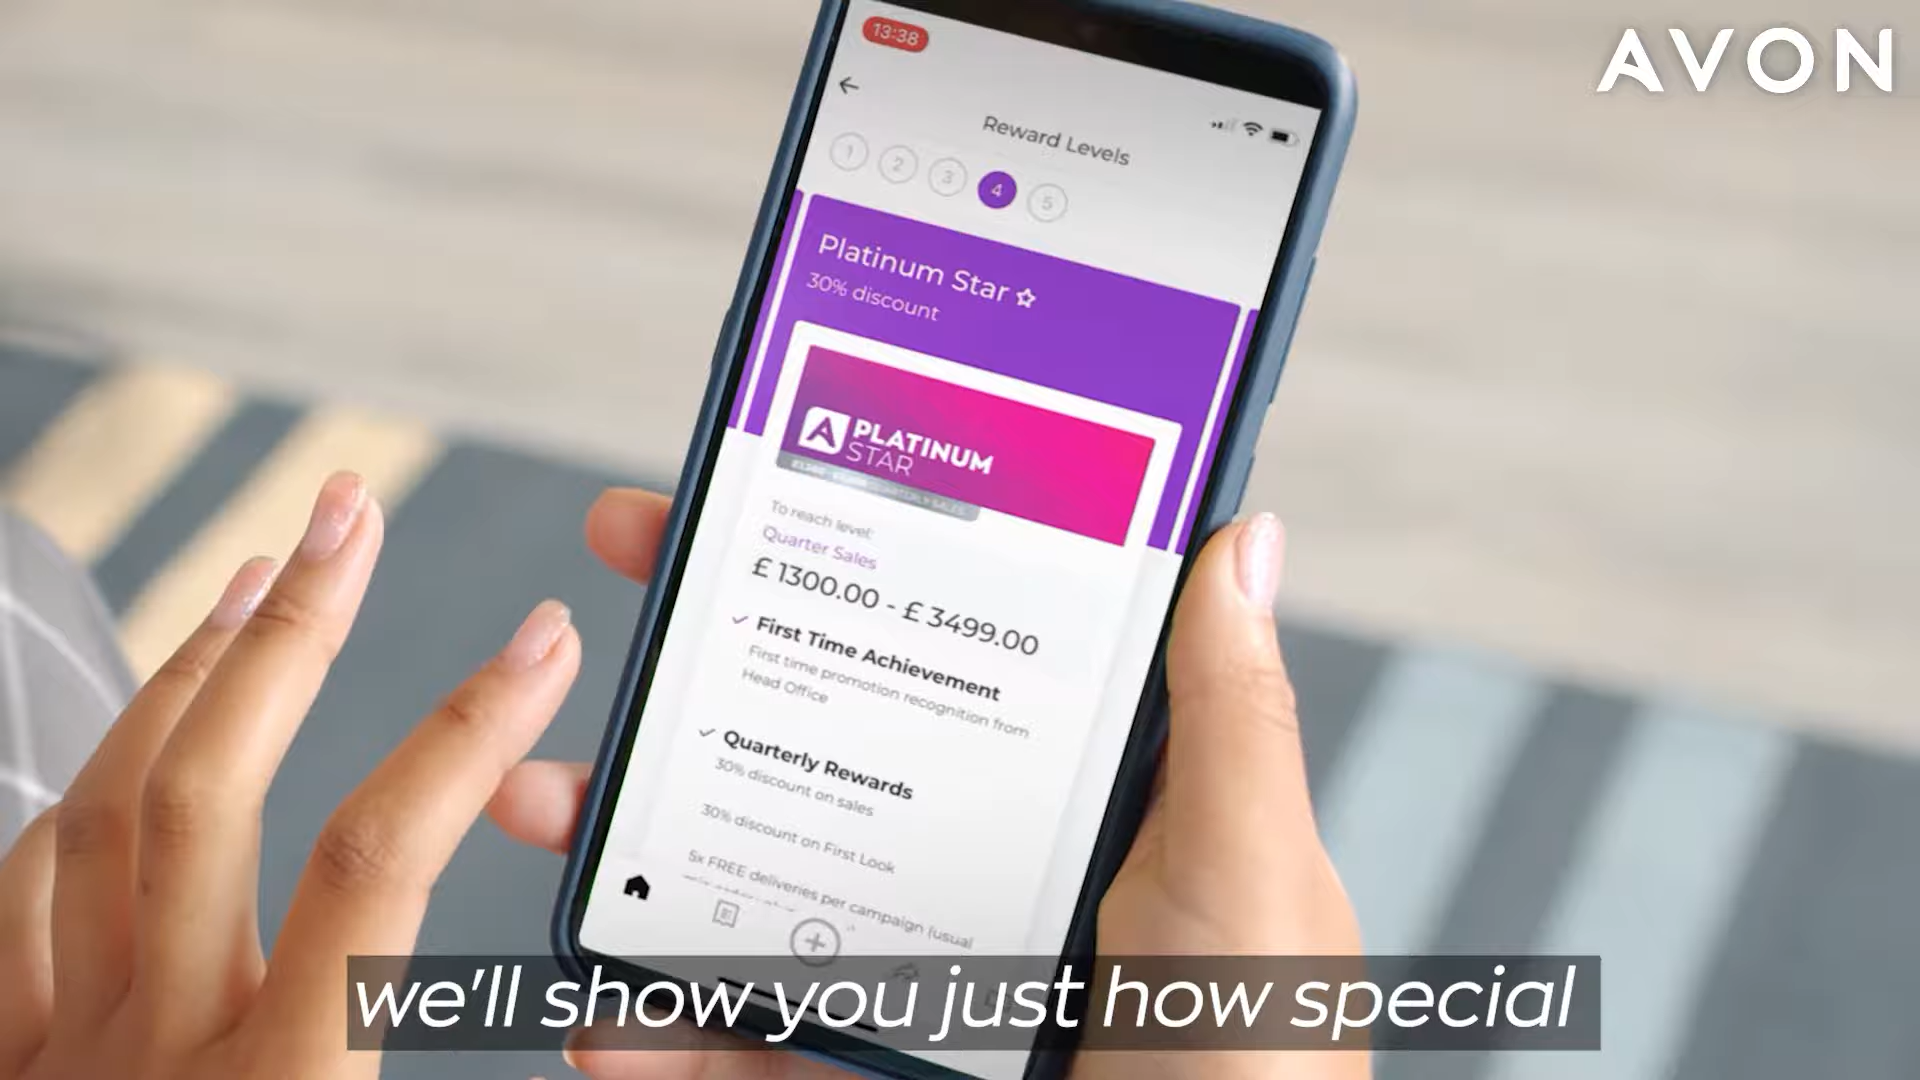 AVON
13:38
Reward Levels
1 2 3 4 5
Platinum Star
30% discount
PLATINUM
STAR
QUARTERLY SALES
To reach level:
Quarter Sales
£ 1300.00 - £ 3499.00
First Time Achievement
First time promotion recognition from
Head Office
Quarterly Rewards
30% discount on sales
30% discount on First Look
5x FREE deliveries per campaign (usual
we'll show you just how special